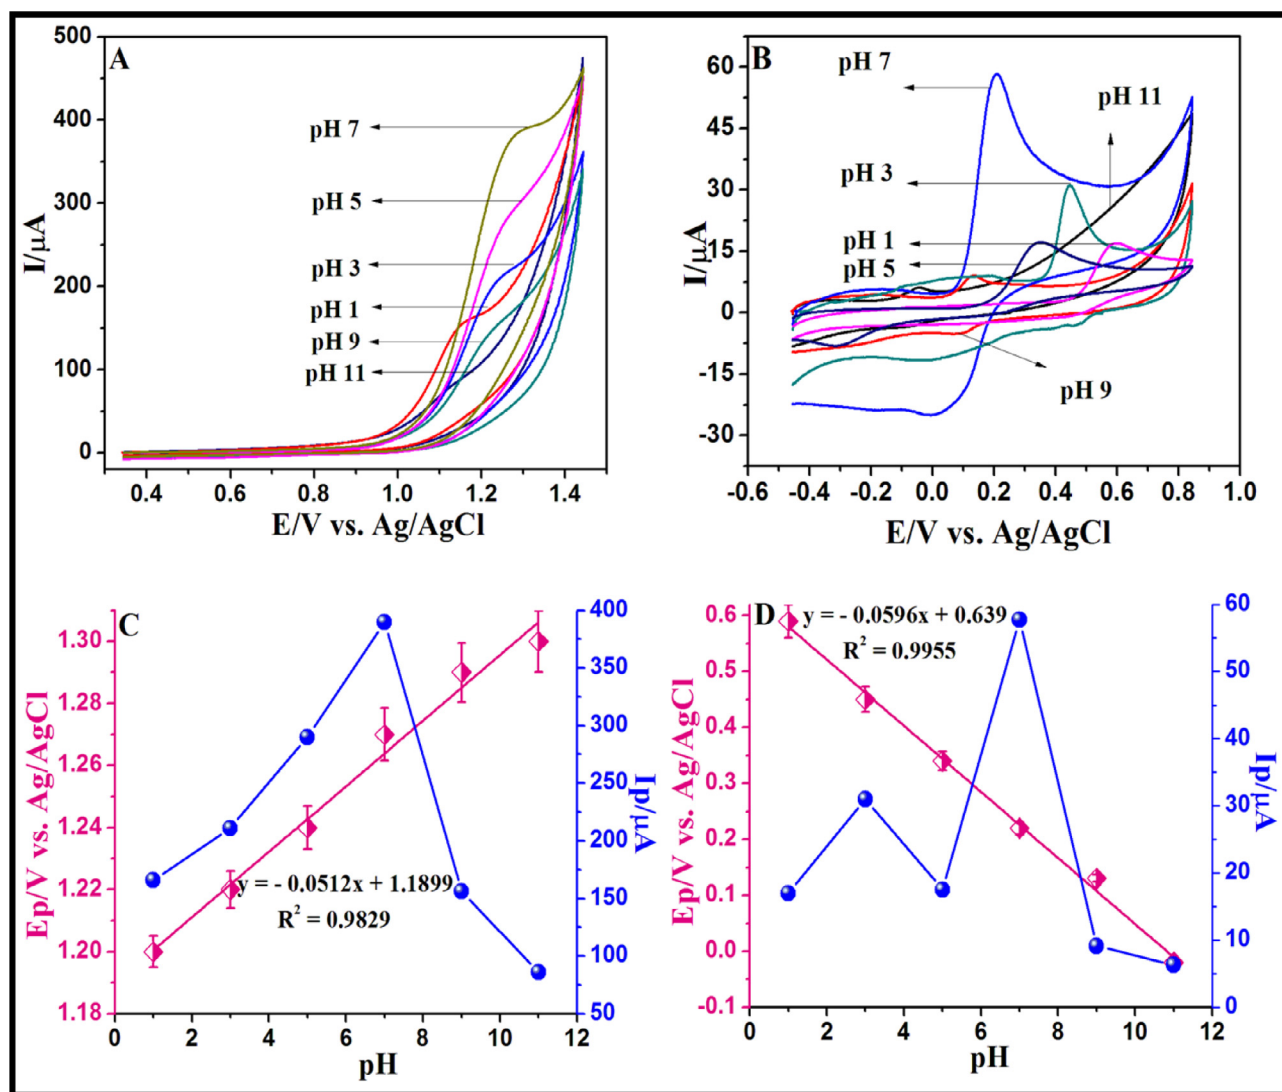 A
500
400
300
200
100
0
I/µA
pH 7
pH 5
pH 3
pH 1
pH 9
pH 11
0.4 0.6 0.8 1.0 1.2 1.4
E/V vs. Ag/AgCl
B
60
45
30
15
0
-15
-30
I/µA
pH 7
pH 11
pH 3
pH 1
pH 5
pH 9
-0.6 -0.4 -0.2 0.0 0.2 0.4 0.6 0.8 1.0
E/V vs. Ag/AgCl
C
1.30
1.28
1.26
1.24
1.22
1.20
1.18
Ep/V vs. Ag/AgCl
y = - 0.0512x + 1.1899
R² = 0.9829
400
350
300
250
200
150
100
50
Ip/µA
0 2 4 6 8 10 12
pH
D
0.6
0.5
0.4
0.3
0.2
0.1
0.0
-0.1
Ep/V vs. Ag/AgCl
y = - 0.0596x + 0.639
R² = 0.9955
60
50
40
30
20
10
0
Ip/µA
0 2 4 6 8 10 12
pH